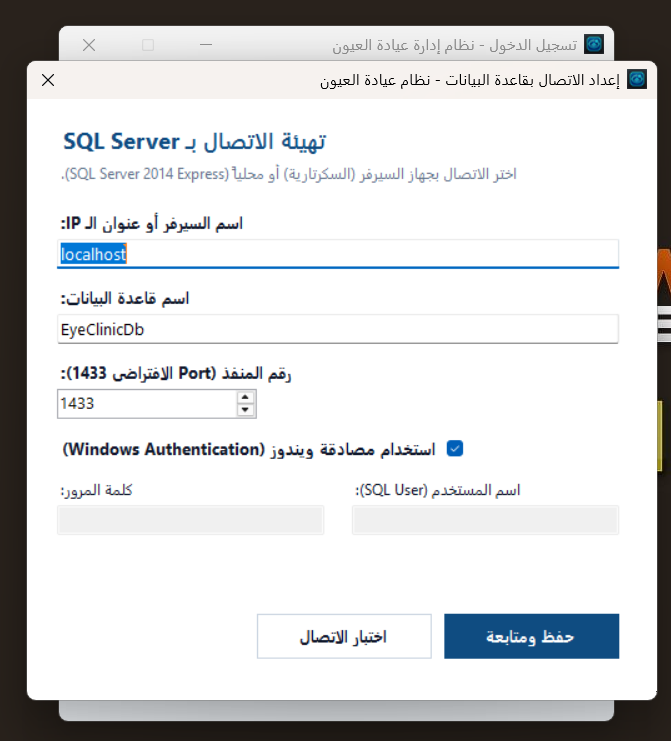 تسجيل الدخول - نظام إدارة عيادة العيون
إعداد الاتصال بقاعدة البيانات - نظام عيادة العيون
تهيئة الاتصال بـ SQL Server
اختر الاتصال بجهاز السيرفر (السكرتارية) أو محلياً (SQL Server 2014 Express).
اسم السيرفر أو عنوان الـ IP:
localhost
اسم قاعدة البيانات:
EyeClinicDb
رقم المنفذ (Port الافتراضي 1433):
1433
استخدام مصادقة ويندوز (Windows Authentication)
اسم المستخدم (SQL User):
كلمة المرور:
حفظ ومتابعة
اختبار الاتصال